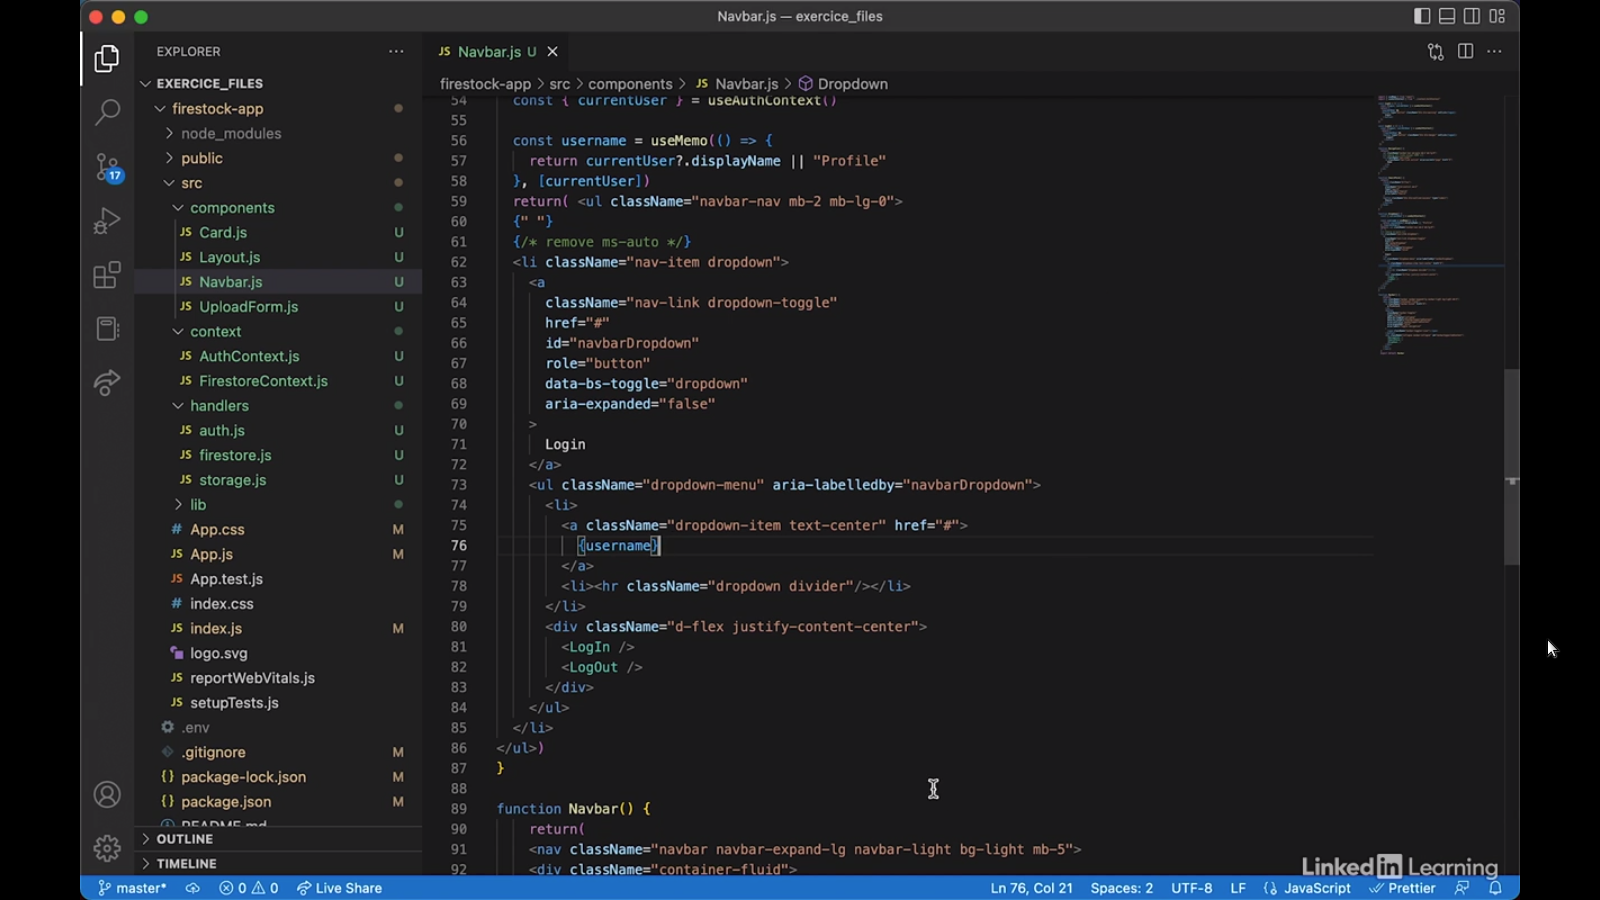 Navbar.js — exercice_files
EXPLORER
EXERCICE_FILES
firestock-app
node_modules
public
src
components
JS Card.js U
JS Layout.js U
JS Navbar.js U
JS UploadForm.js U
context
JS AuthContext.js U
JS FirestoreContext.js U
handlers
JS auth.js U
JS firestore.js U
JS storage.js U
lib
# App.css M
JS App.js M
JS App.test.js
# index.css
JS index.js M
logo.svg
JS reportWebVitals.js
JS setupTests.js
.env
.gitignore M
{} package-lock.json M
{} package.json M
README.md
OUTLINE
TIMELINE
17
JS Navbar.js U
firestock-app > src > components > JS Navbar.js > Dropdown
54 const { currentUser } = useAuthContext()
55
56 const username = useMemo(() => {
57 return currentUser?.displayName || "Profile"
58 }, [currentUser])
59 return( <ul className="navbar-nav mb-2 mb-lg-0">
60 {" "}
61 {/* remove ms-auto */}
62 <li className="nav-item dropdown">
63 <a
64 className="nav-link dropdown-toggle"
65 href="#"
66 id="navbarDropdown"
67 role="button"
68 data-bs-toggle="dropdown"
69 aria-expanded="false"
70 >
71 Login
72 </a>
73 <ul className="dropdown-menu" aria-labelledby="navbarDropdown">
74 <li>
75 <a className="dropdown-item text-center" href="#">
76 {username}
77 </a>
78 <li><hr className="dropdown divider"/></li>
79 </li>
80 <div className="d-flex justify-content-center">
81 <LogIn />
82 <LogOut />
83 </div>
84 </ul>
85 </li>
86 </ul>)
87 }
88
89 function Navbar() {
90 return(
91 <nav className="navbar navbar-expand-lg navbar-light bg-light mb-5">
92 <div className="container-fluid">
LinkedIn Learning
master* 0 0 Live Share Ln 76, Col 21 Spaces: 2 UTF-8 LF {} JavaScript Prettier